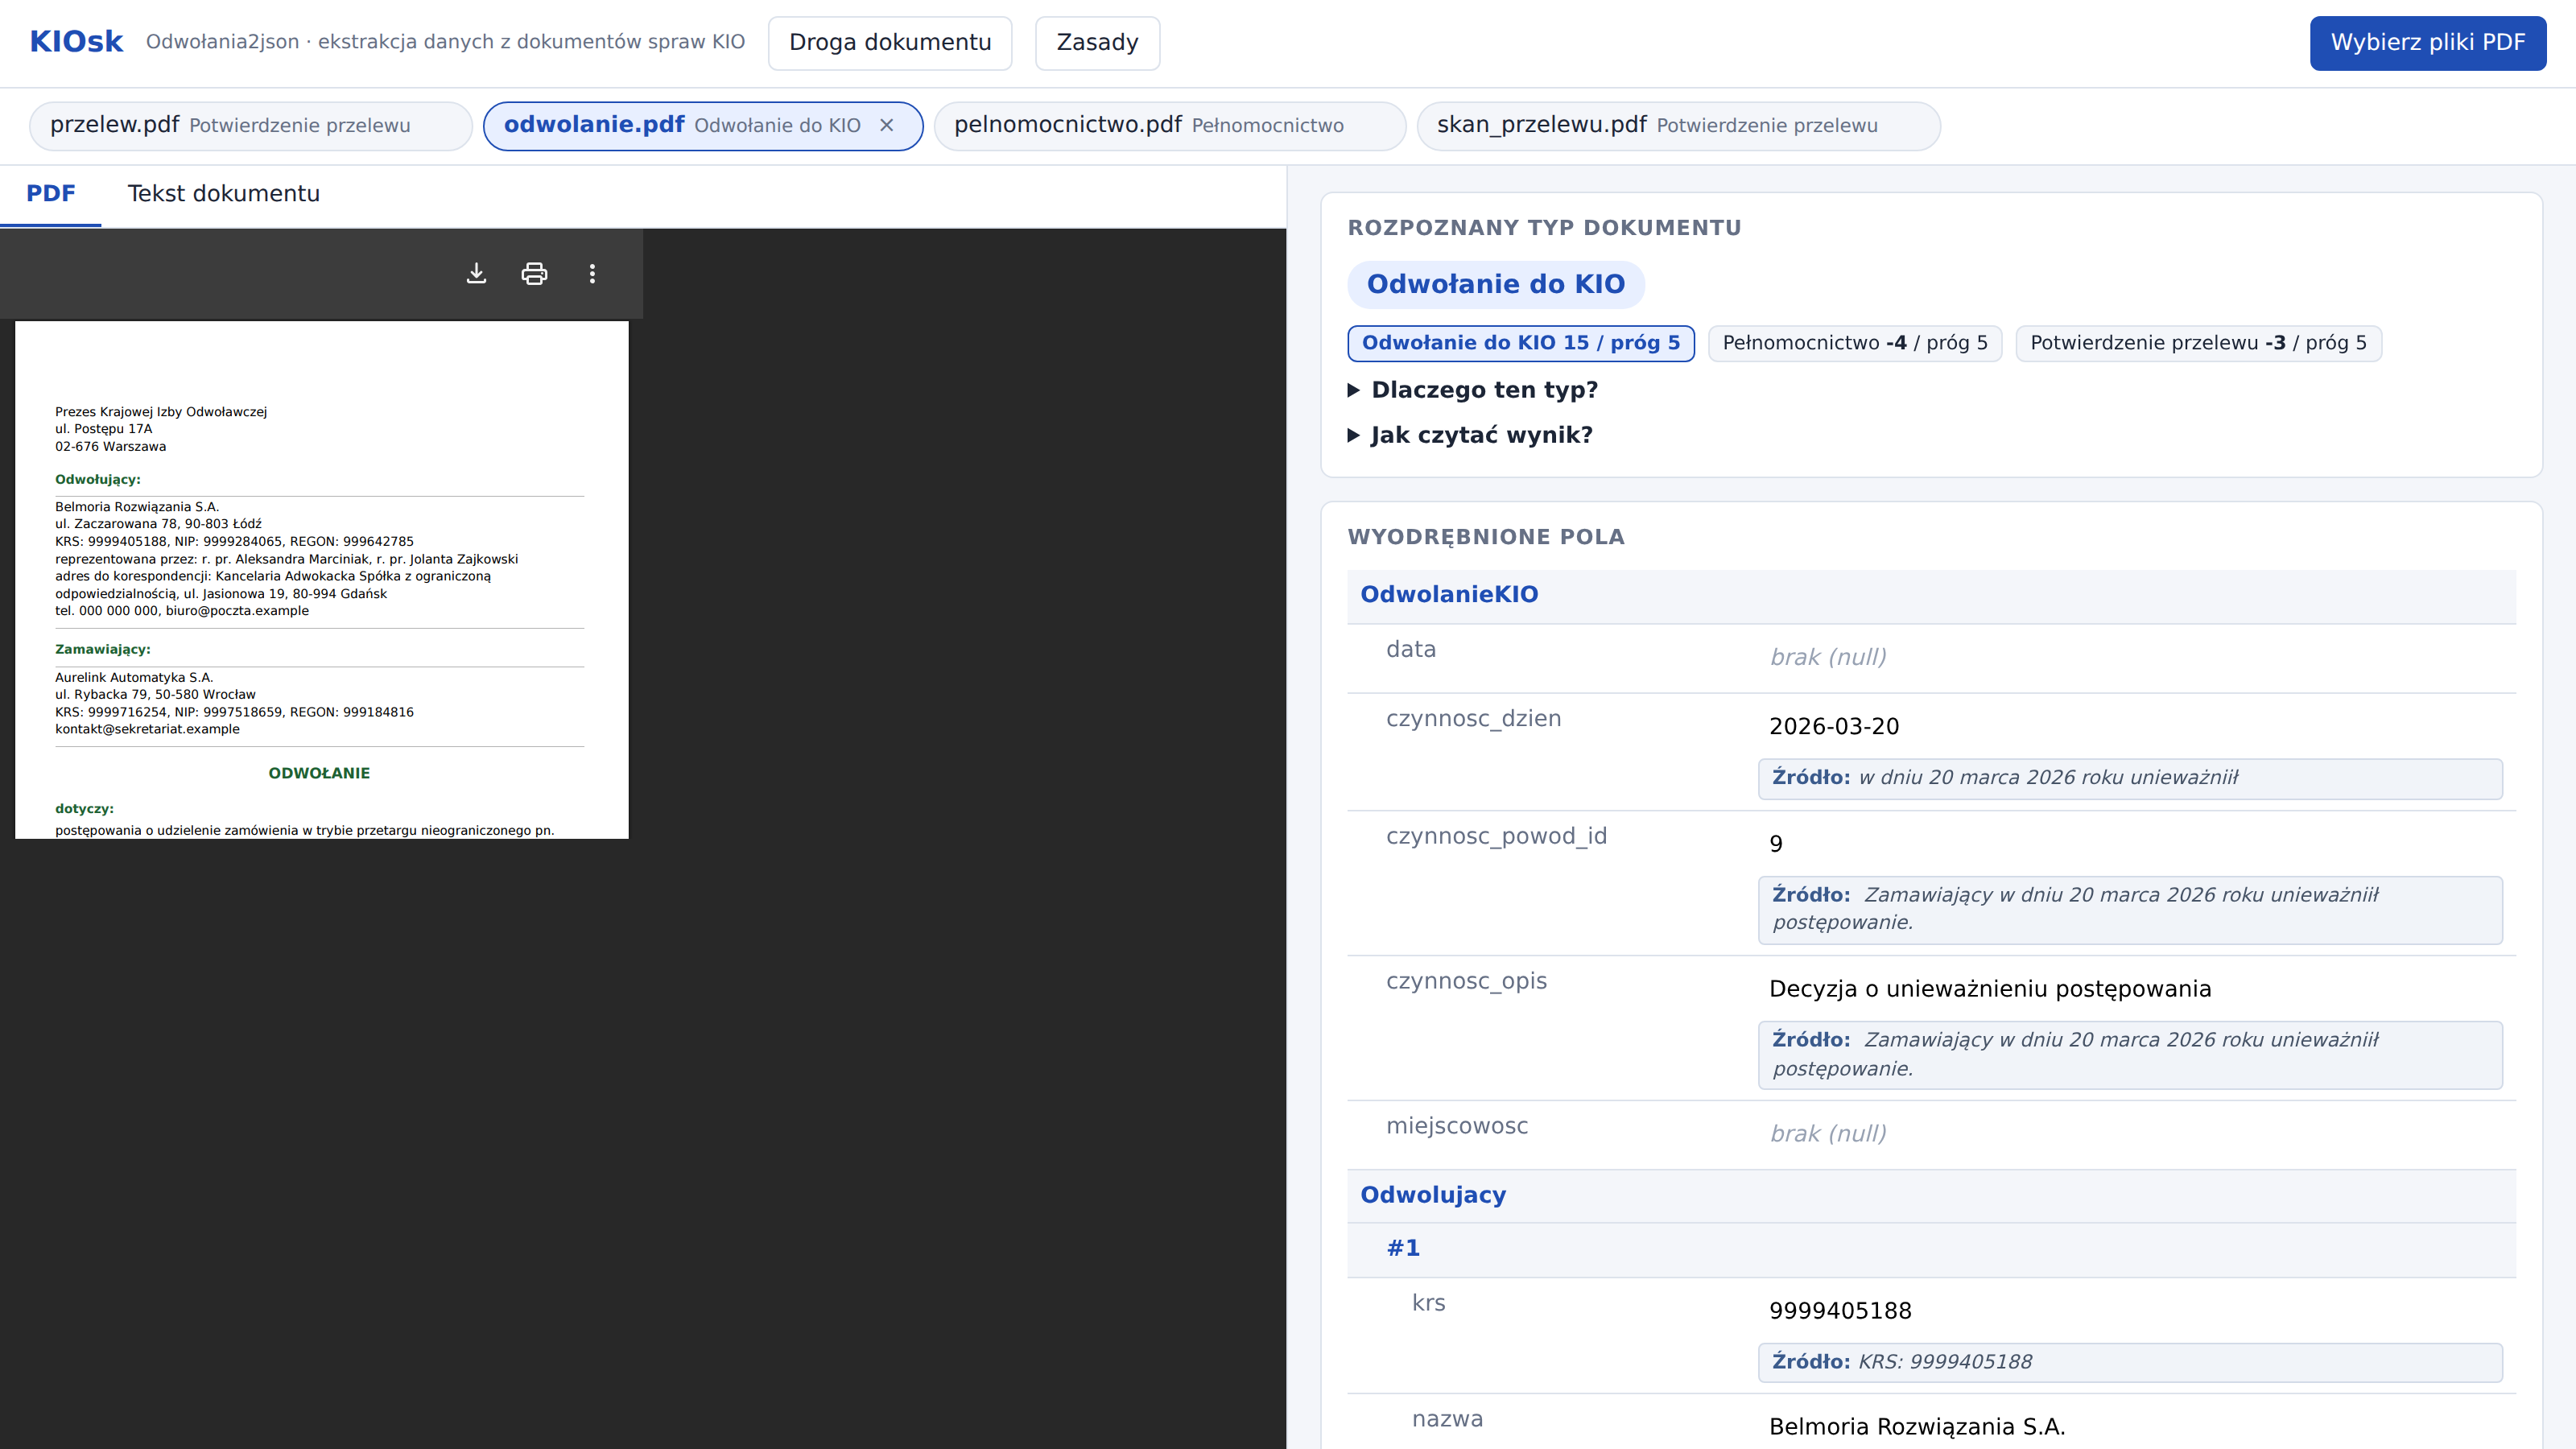 KIOsk Odwołania2json · ekstrakcja danych z dokumentów spraw KIO Droga dokumentu Zasady Wybierz pliki PDF
przelew.pdf Potwierdzenie przelewu odwolanie.pdf Odwołanie do KIO × pelnomocnictwo.pdf Pełnomocnictwo skan_przelewu.pdf Potwierdzenie przelewu
PDF Tekst dokumentu
Prezes Krajowej Izby Odwoławczej
ul. Postępu 17A
02-676 Warszawa
Odwołujący:
Belmoria Rozwiązania S.A.
ul. Zaczarowana 78, 90-803 Łódź
KRS: 9999405188, NIP: 9999284065, REGON: 999642785
reprezentowana przez: r. pr. Aleksandra Marciniak, r. pr. Jolanta Zajkowski
adres do korespondencji: Kancelaria Adwokacka Spółka z ograniczoną
odpowiedzialnością, ul. Jasionowa 19, 80-994 Gdańsk
tel. 000 000 000, biuro@poczta.example
Zamawiający:
Aurelink Automatyka S.A.
ul. Rybacka 79, 50-580 Wrocław
KRS: 9999716254, NIP: 9997518659, REGON: 999184816
kontakt@sekretariat.example
ODWOŁANIE
dotyczy:
postępowania o udzielenie zamówienia w trybie przetargu nieograniczonego pn.
ROZPOZNANY TYP DOKUMENTU
Odwołanie do KIO
Odwołanie do KIO 15 / próg 5 Pełnomocnictwo -4 / próg 5 Potwierdzenie przelewu -3 / próg 5
Dlaczego ten typ?
Jak czytać wynik?
WYODRĘBNIONE POLA
OdwolanieKIO
data brak (null)
czynnosc_dzien 2026-03-20
Źródło: w dniu 20 marca 2026 roku unieważnił
czynnosc_powod_id 9
Źródło: Zamawiający w dniu 20 marca 2026 roku unieważnił
postępowanie.
czynnosc_opis Decyzja o unieważnieniu postępowania
Źródło: Zamawiający w dniu 20 marca 2026 roku unieważnił
postępowanie.
miejscowosc brak (null)
Odwolujacy
#1
krs 9999405188
Źródło: KRS: 9999405188
nazwa Belmoria Rozwiązania S.A.